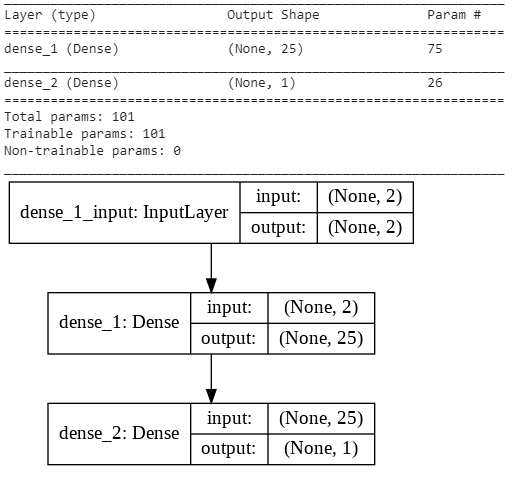 Layer (type) Output Shape Param #
=================================================================
dense_1 (Dense) (None, 25) 75
_________________________________________________________________
dense_2 (Dense) (None, 1) 26
=================================================================
Total params: 101
Trainable params: 101
Non-trainable params: 0
_________________________________________________________________
dense_1_input: InputLayer input: (None, 2)
output: (None, 2)
dense_1: Dense input: (None, 2)
output: (None, 25)
dense_2: Dense input: (None, 25)
output: (None, 1)